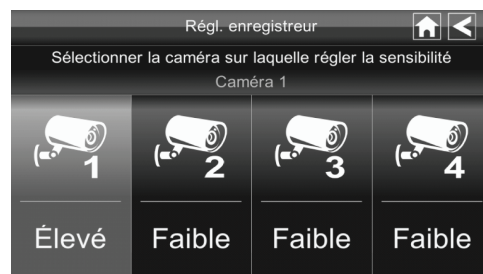 Régl. enregistreur
Sélectionner la caméra sur laquelle régler la sensibilité
Caméra 1
1 2 3 4
Élevé Faible Faible Faible